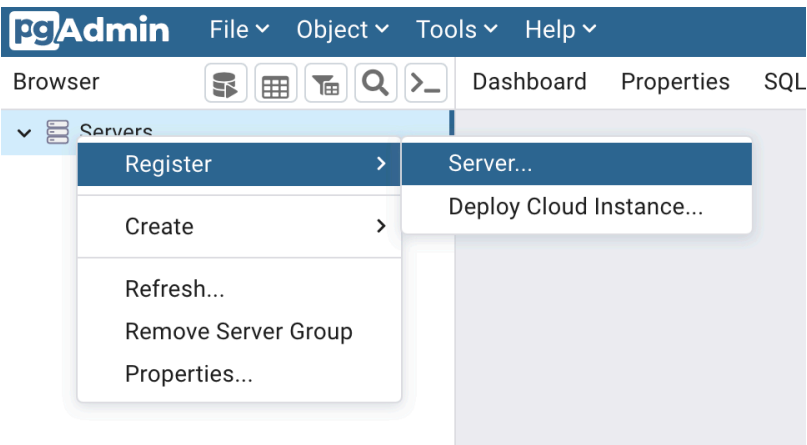 pgAdmin File Object Tools Help
Browser Dashboard Properties SQL
Servers
Register Server...
Deploy Cloud Instance...
Create
Refresh...
Remove Server Group
Properties...